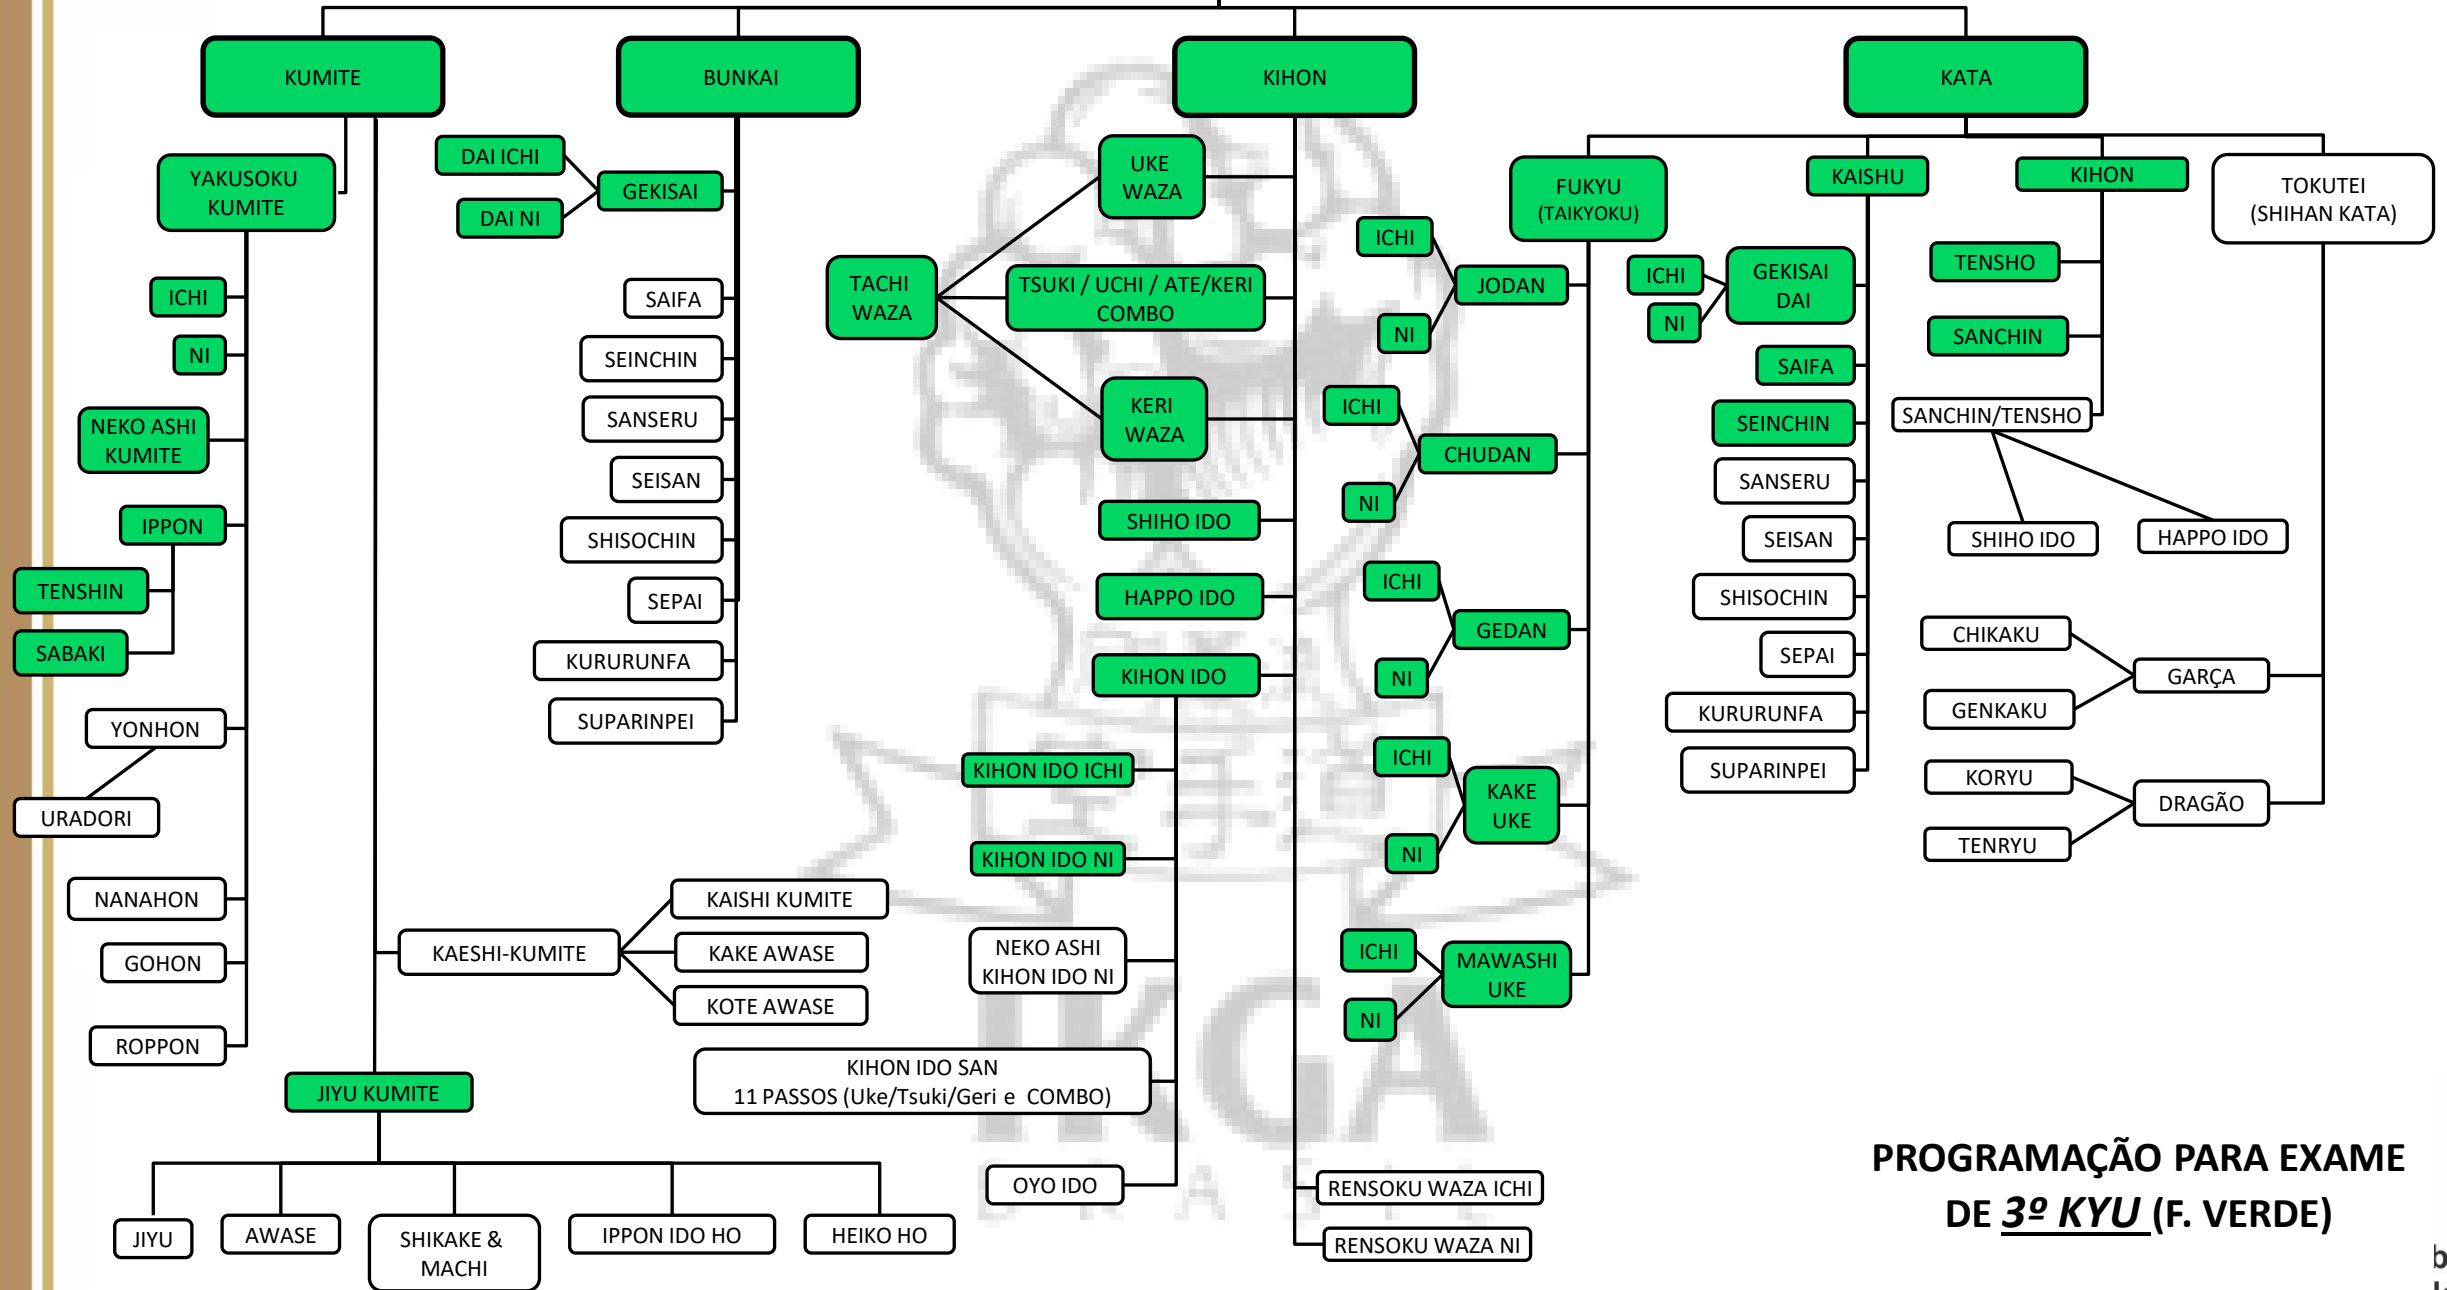 KUMITE
BUNKAI
KIHON
KATA
YAKUSOKU
KUMITE
ICHI
NI
NEKO ASHI
KUMITE
IPPON
TENSHIN
SABAKI
YONHON
URADORI
NANAHON
GOHON
ROPPON
KAESHI-KUMITE
KAISHI KUMITE
KAKE AWASE
KOTE AWASE
JIYU KUMITE
JIYU
AWASE
SHIKAKE &
MACHI
IPPON IDO HO
HEIKO HO
DAI ICHI
DAI NI
GEKISAI
SAIFA
SEINCHIN
SANSERU
SEISAN
SHISOCHIN
SEPAI
KURURUNFA
SUPARINPEI
TACHI
WAZA
UKE
WAZA
TSUKI / UCHI / ATE/KERI
COMBO
KERI
WAZA
SHIHO IDO
HAPPO IDO
KIHON IDO
KIHON IDO ICHI
KIHON IDO NI
NEKO ASHI
KIHON IDO NI
KIHON IDO SAN
11 PASSOS (Uke/Tsuki/Geri e COMBO)
OYO IDO
RENSOKU WAZA ICHI
RENSOKU WAZA NI
FUKYU
(TAIKYOKU)
ICHI
NI
JODAN
ICHI
NI
CHUDAN
ICHI
NI
GEDAN
ICHI
NI
KAKE
UKE
ICHI
NI
MAWASHI
UKE
KAISHU
ICHI
NI
GEKISAI
DAI
SAIFA
SEINCHIN
SANSERU
SEISAN
SHISOCHIN
SEPAI
KURURUNFA
SUPARINPEI
KIHON
TENSHO
SANCHIN
SANCHIN/TENSHO
SHIHO IDO
HAPPO IDO
TOKUTEI
(SHIHAN KATA)
CHIKAKU
GENKAKU
GARÇA
KORYU
TENRYU
DRAGÃO
IKGA
PROGRAMAÇÃO PARA EXAME
DE 3º KYU (F. VERDE)